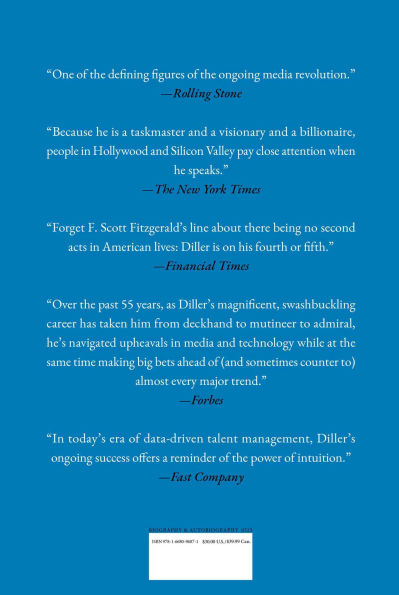 “One of the defining figures of the ongoing media revolution.”
—Rolling Stone
“Because he is a taskmaster and a visionary and a billionaire,
people in Hollywood and Silicon Valley pay close attention when
he speaks.”
—The New York Times
“Forget F. Scott Fitzgerald’s line about there being no second
acts in American lives: Diller is on his fourth or fifth.”
—Financial Times
“Over the past 55 years, as Diller’s magnificent, swashbuckling
career has taken him from deckhand to mutineer to admiral,
he’s navigated upheavals in media and technology while at the
same time making big bets ahead of (and sometimes counter to)
almost every major trend.”
—Forbes
“In today’s era of data-driven talent management, Diller’s
ongoing success offers a reminder of the power of intuition.”
—Fast Company
BIOGRAPHY & AUTOBIOGRAPHY 0525
ISBN 978-1-6680-9687-1 $30.00 U.S./$39.99 Can.